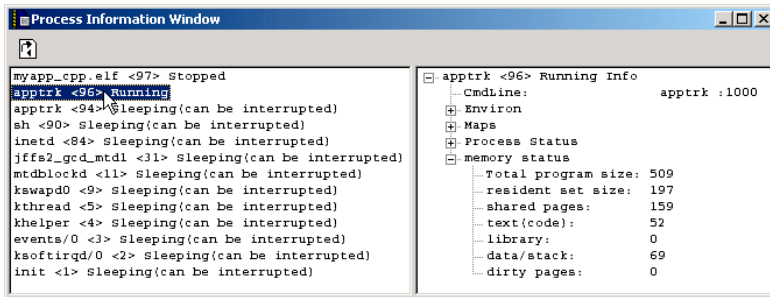 Process Information Window
myapp_cpp.elf <97> Stopped
apptrk <96> Running
apptrk <94> Sleeping(can be interrupted)
sh <90> Sleeping(can be interrupted)
inetd <84> Sleeping(can be interrupted)
jffs2_gcd_mtd1 <31> Sleeping(can be interrupted)
mtdblockd <11> Sleeping(can be interrupted)
kswapd0 <9> Sleeping(can be interrupted)
kthread <5> Sleeping(can be interrupted)
khelper <4> Sleeping(can be interrupted)
events/0 <3> Sleeping(can be interrupted)
ksoftirqd/0 <2> Sleeping(can be interrupted)
init <1> Sleeping(can be interrupted)
apptrk <96> Running Info
CmdLine: apptrk :1000
Environ
Maps
Process Status
memory status
Total program size: 509
resident set size: 197
shared pages: 159
text(code): 52
library: 0
data/stack: 69
dirty pages: 0